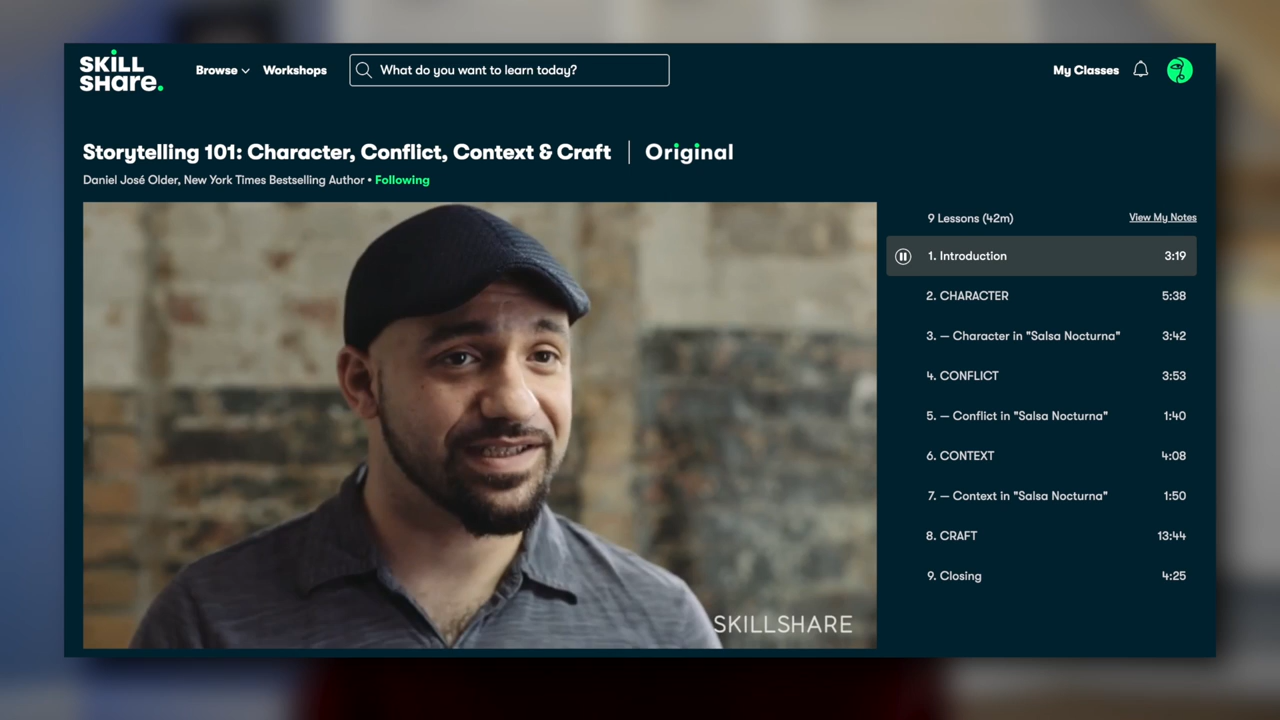 SKiLL
SHare.
Browse
Workshops
What do you want to learn today?
My Classes
Storytelling 101: Character, Conflict, Context & Craft | Original
Daniel José Older, New York Times Bestselling Author • Following
9 Lessons (42m)
View My Notes
1. Introduction 3:19
2. CHARACTER 5:38
3. — Character in "Salsa Nocturna" 3:42
4. CONFLICT 3:53
5. — Conflict in "Salsa Nocturna" 1:40
6. CONTEXT 4:08
7. — Context in "Salsa Nocturna" 1:50
8. CRAFT 13:44
9. Closing 4:25
SKILLSHARE